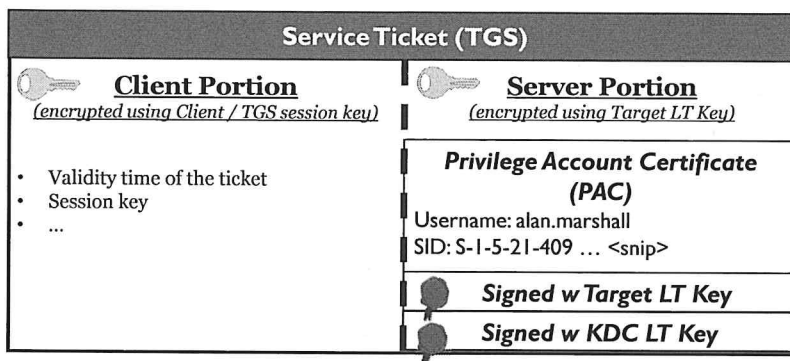 Service Ticket (TGS)
Client Portion
(encrypted using Client / TGS session key)
• Validity time of the ticket
• Session key
• ...
Server Portion
(encrypted using Target LT Key)
Privilege Account Certificate
(PAC)
Username: alan.marshall
SID: S-1-5-21-409 ... <snip>
Signed w Target LT Key
Signed w KDC LT Key